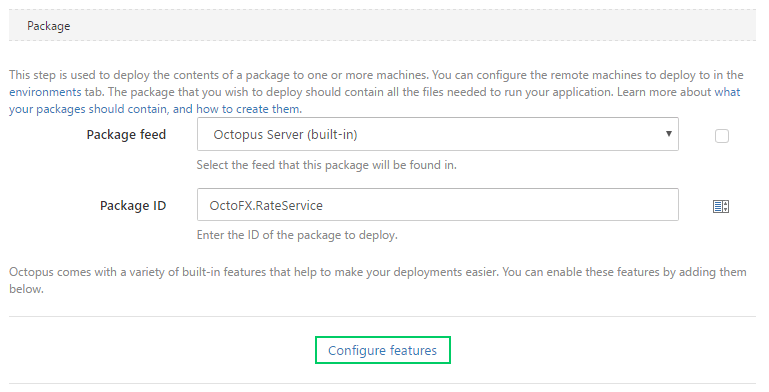 Package
This step is used to deploy the contents of a package to one or more machines. You can configure the remote machines to deploy to in the
environments tab. The package that you wish to deploy should contain all the files needed to run your application. Learn more about what
your packages should contain, and how to create them.
Package feed
Octopus Server (built-in)
Select the feed that this package will be found in.
Package ID
OctoFX.RateService
Enter the ID of the package to deploy.
Octopus comes with a variety of built-in features that help to make your deployments easier. You can enable these features by adding them
below.
Configure features